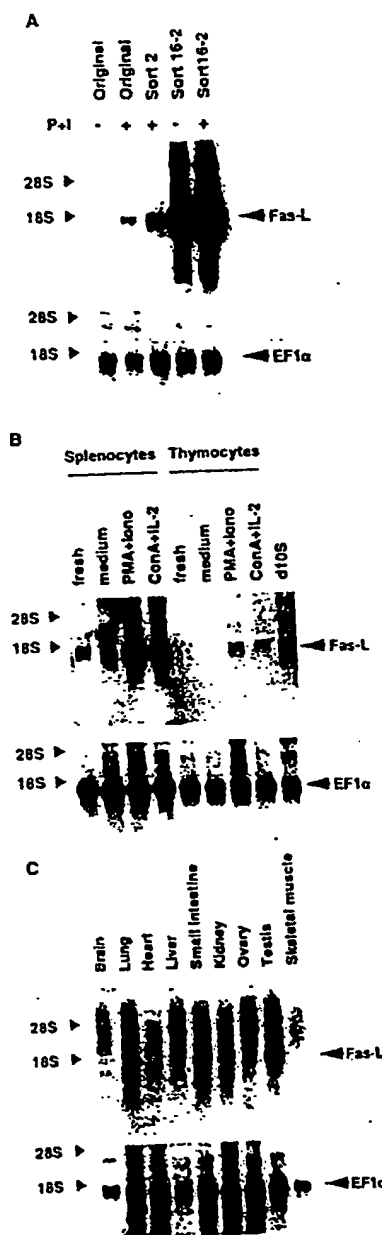 A
Original
Original
Sort 2
Sort 16-2
Sort16-2
P+I - + + - +
28S
18S Fas-L
28S
18S EF1α
B
Splenocytes Thymocytes
fresh
medium
PMA+Iono
ConA+IL-2
fresh
medium
PMA+Iono
ConA+IL-2
d10S
28S
18S Fas-L
28S
18S EF1α
C
Brain
Lung
Heart
Liver
Small intestine
Kidney
Ovary
Testis
Skeletal muscle
28S
18S Fas-L
28S
18S EF1α